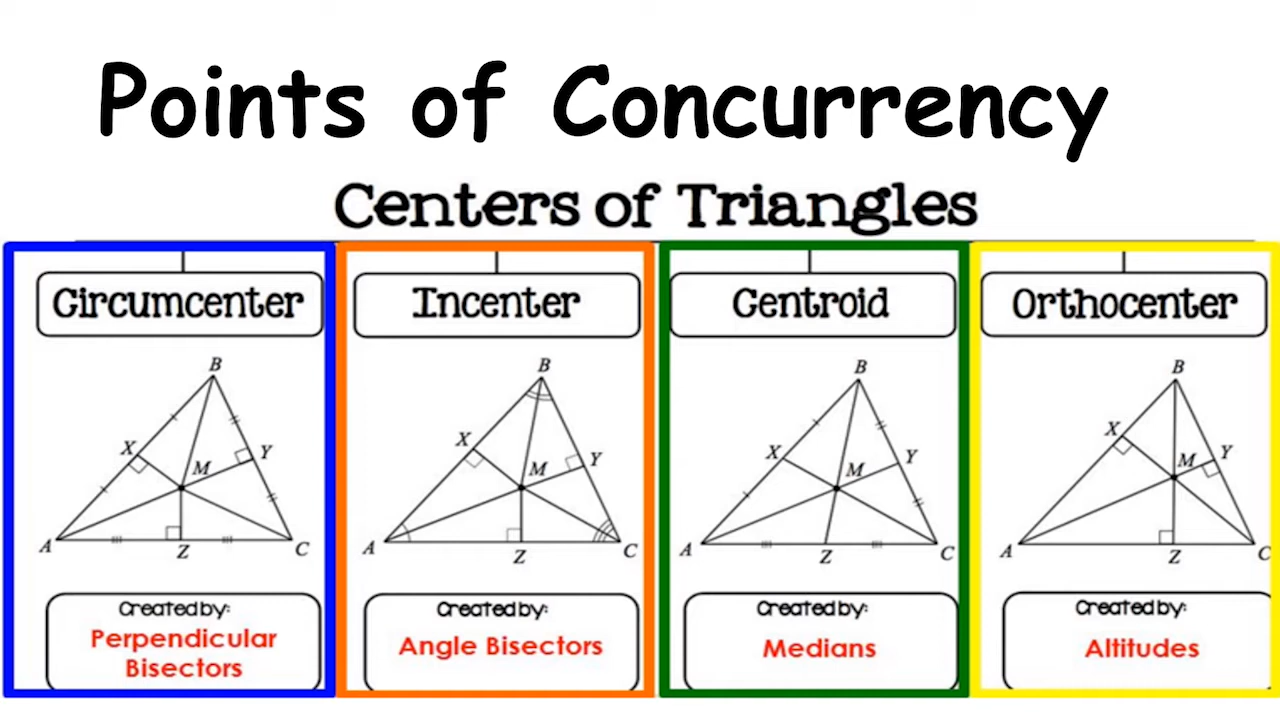 Points of Concurrency
Centers of Triangles
Circumcenter
B
X
Y
M
A
Z
C
Created by:
Perpendicular
Bisectors
Incenter
B
X
Y
M
A
Z
C
Created by:
Angle Bisectors
Centroid
B
X
Y
M
A
Z
C
Created by:
Medians
Orthocenter
B
X
Y
M
A
Z
C
Created by:
Altitudes